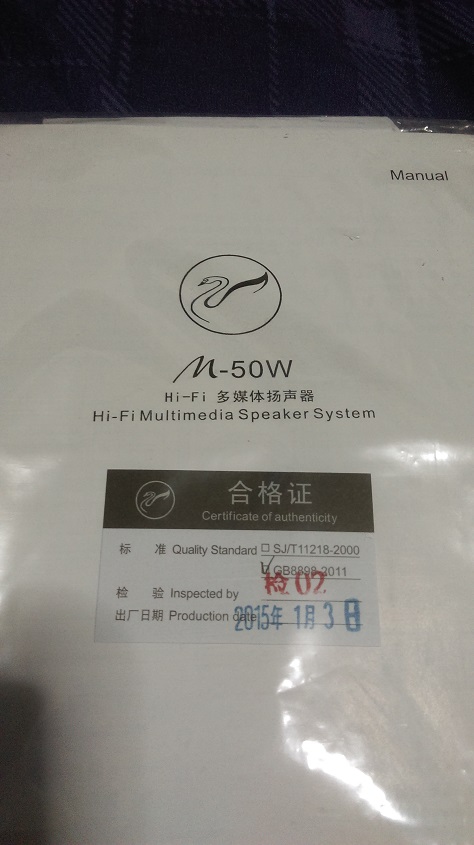 Manual
M-50W
Hi-Fi 多媒体扬声器
Hi-Fi Multimedia Speaker System
合格证
Certificate of authenticity
标 准 Quality Standard □ SJ/T11218-2000
☑ GB8898-2011
检 验 Inspected by 检 02
出厂日期 Production date 2015年 1月 3日